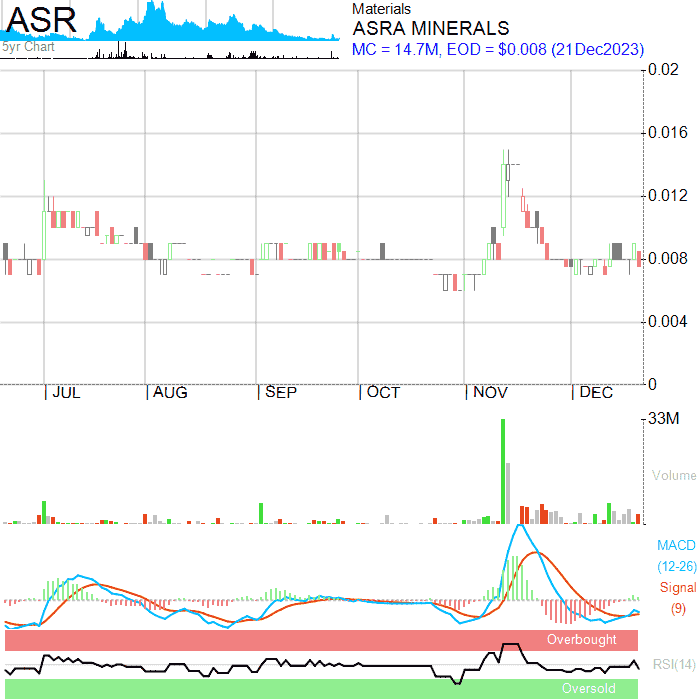 ASR
5yr Chart
Materials
ASRA MINERALS
MC = 14.7M, EOD = $0.008 (21Dec2023)
0.02
0.016
0.012
0.008
0.004
0
JUL AUG SEP OCT NOV DEC
33M
Volume
MACD
(12-26)
Signal
(9)
Overbought
RSI(14)
Oversold